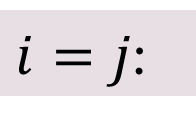 i = j: